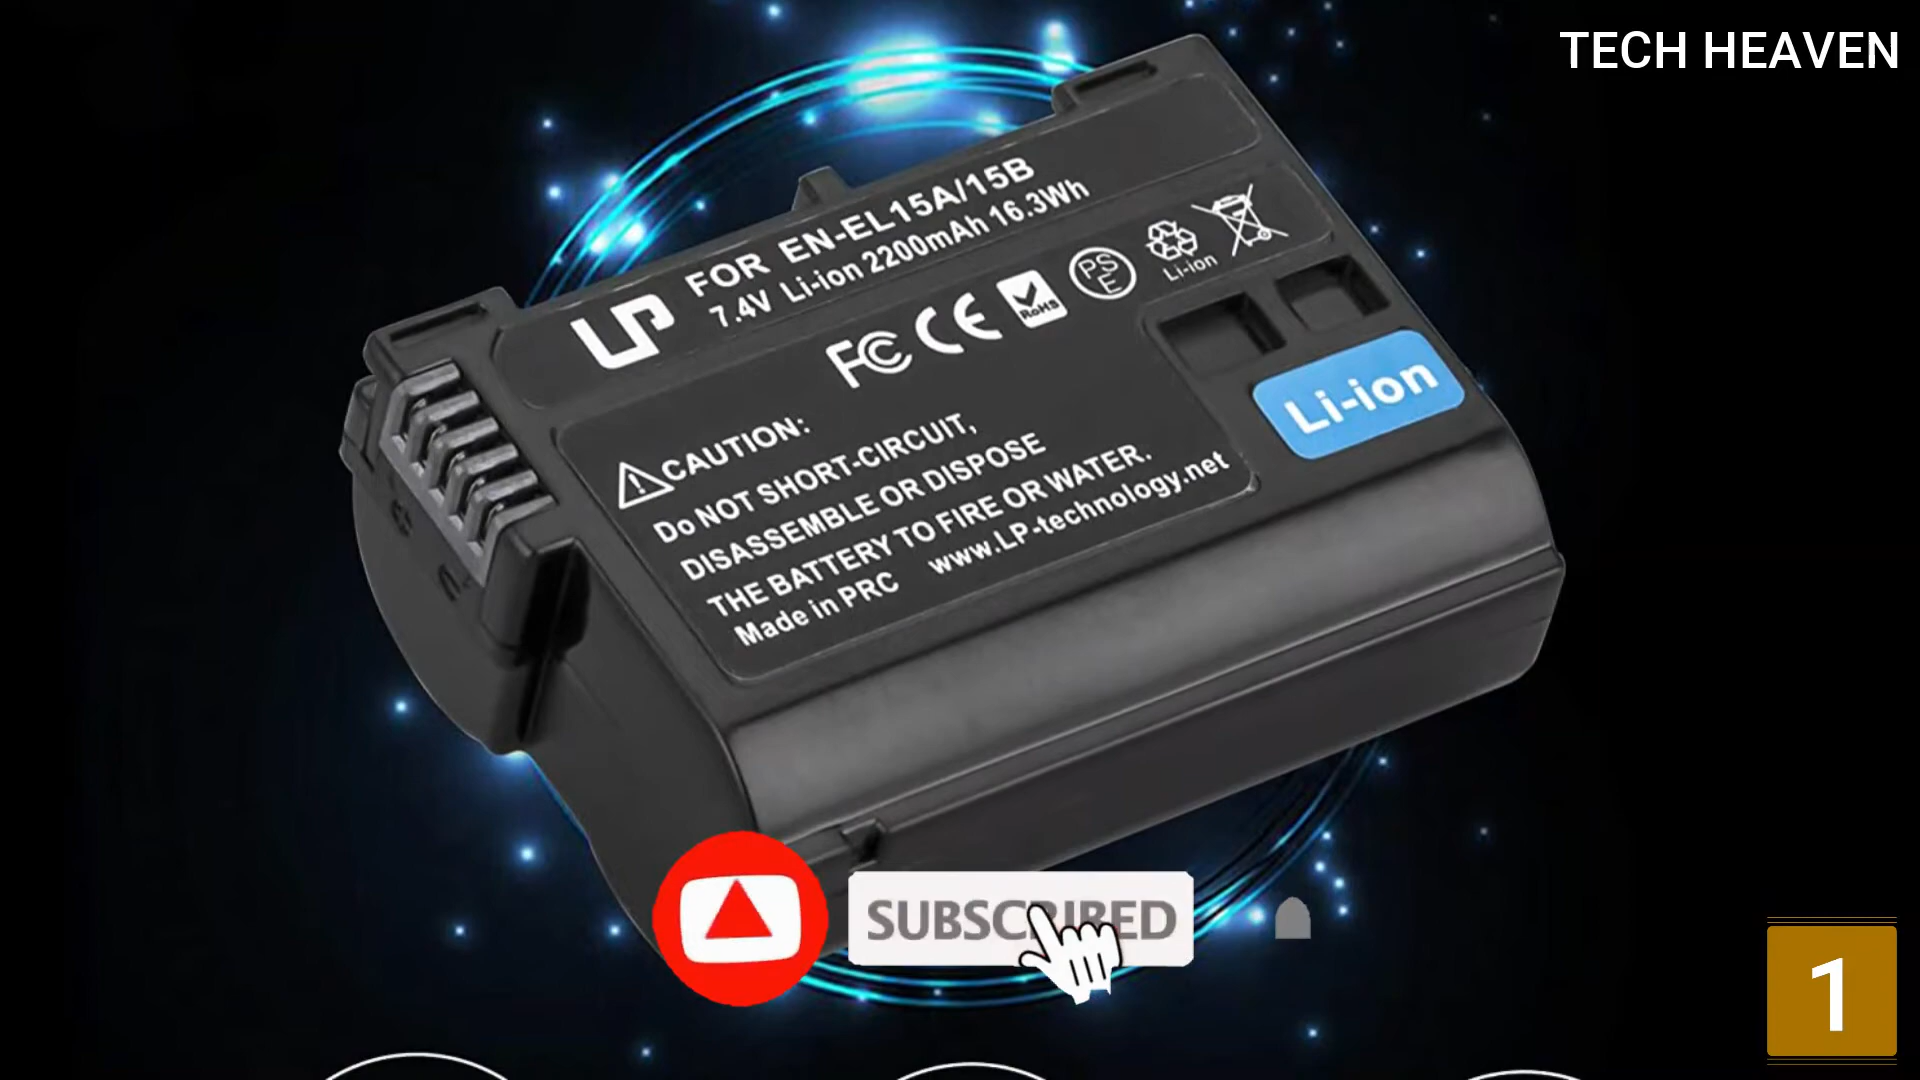 TECH HEAVEN
LP
FOR EN-EL15A/15B
7.4V Li-ion 2200mAh 16.3Wh
FC CE RoHS PSE Li-ion
Li-ion
CAUTION:
Do NOT SHORT-CIRCUIT,
DISASSEMBLE OR DISPOSE
THE BATTERY TO FIRE OR WATER.
Made in PRC www.LP-technology.net
SUBSCRIBED
1